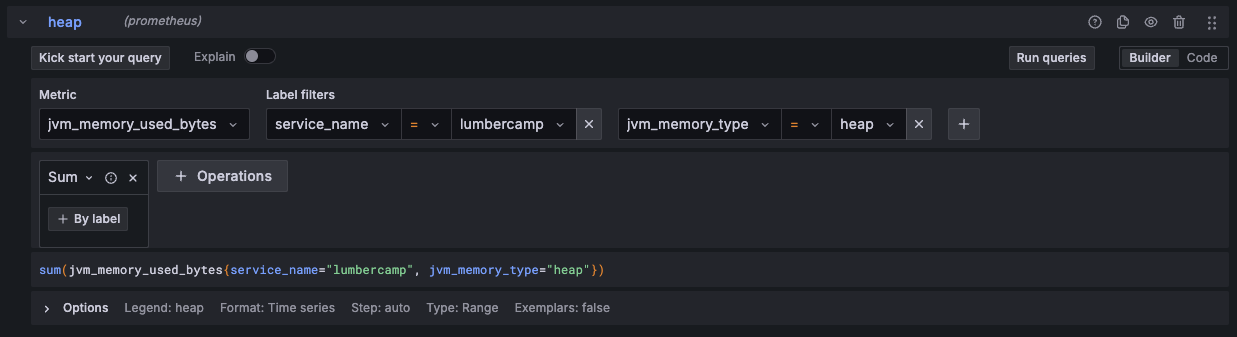 heap (prometheus)
Kick start your query Explain Run queries Builder Code
Metric Label filters
jvm_memory_used_bytes service_name = lumbercamp jvm_memory_type = heap
Sum Operations
By label
sum(jvm_memory_used_bytes{service_name="lumbercamp", jvm_memory_type="heap"})
Options Legend: heap Format: Time series Step: auto Type: Range Exemplars: false